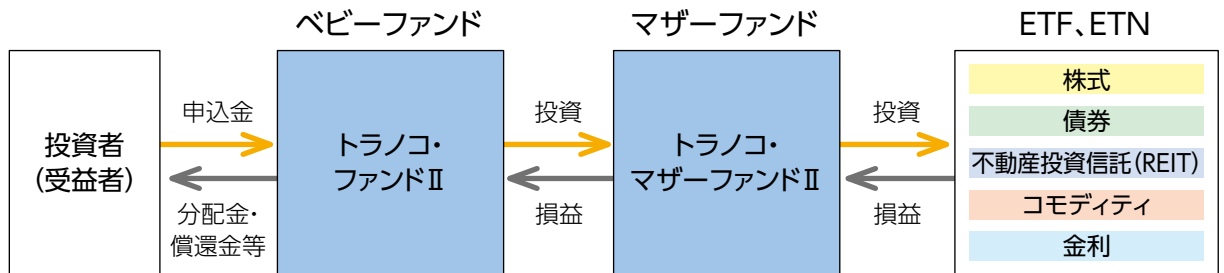 ベビーファンド
マザーファンド
ETF、ETN
投資者
(受益者)
申込金
分配金・
償還金等
トラノコ・
ファンドⅡ
投資
損益
トラノコ・
マザーファンドⅡ
投資
損益
株式
債券
不動産投資信託(REIT)
コモディティ
金利